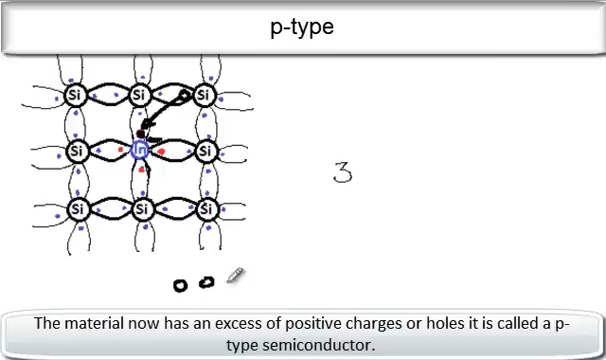 p-type
Si Si Si
Si In Si
3
Si Si Si
The material now has an excess of positive charges or holes it is called a p-
type semiconductor.